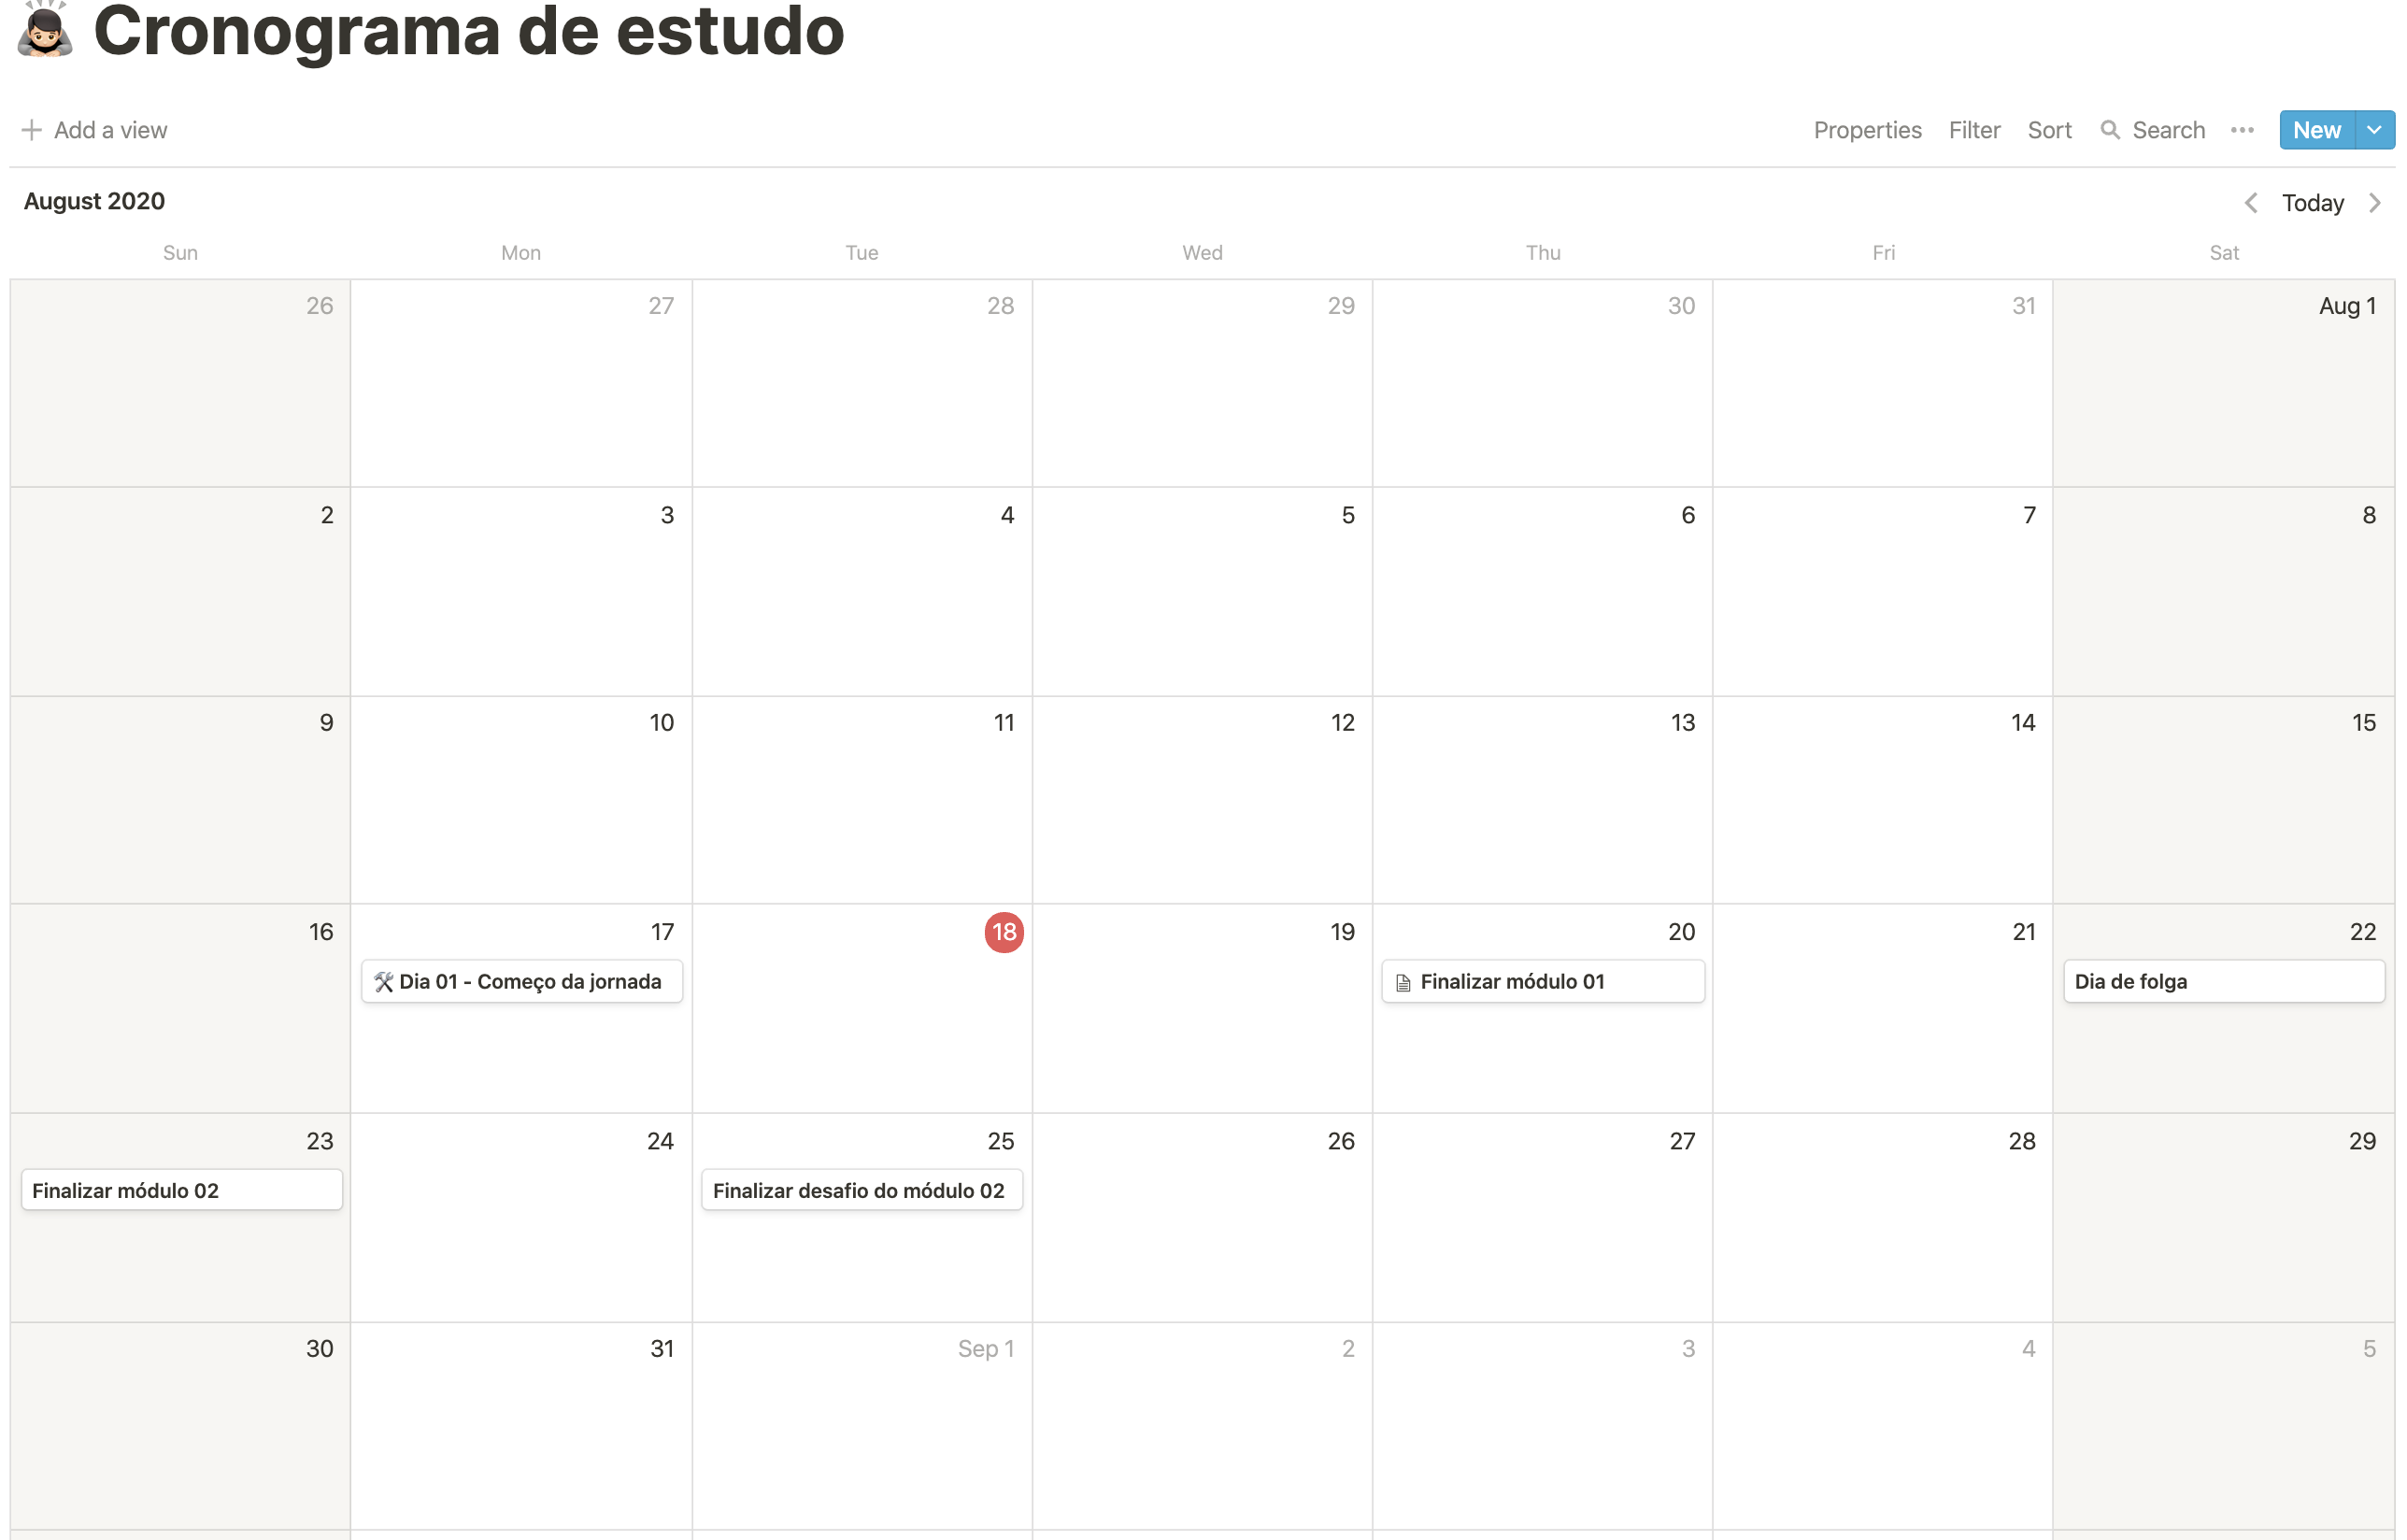 Cronograma de estudo
Add a view Properties Filter Sort Search New
August 2020 Today
Sun Mon Tue Wed Thu Fri Sat
26 27 28 29 30 31 Aug 1
2 3 4 5 6 7 8
9 10 11 12 13 14 15
16 17 18 19 20 21 22
Dia 01 - Começo da jornada Finalizar módulo 01 Dia de folga
23 24 25 26 27 28 29
Finalizar módulo 02 Finalizar desafio do módulo 02
30 31 Sep 1 2 3 4 5